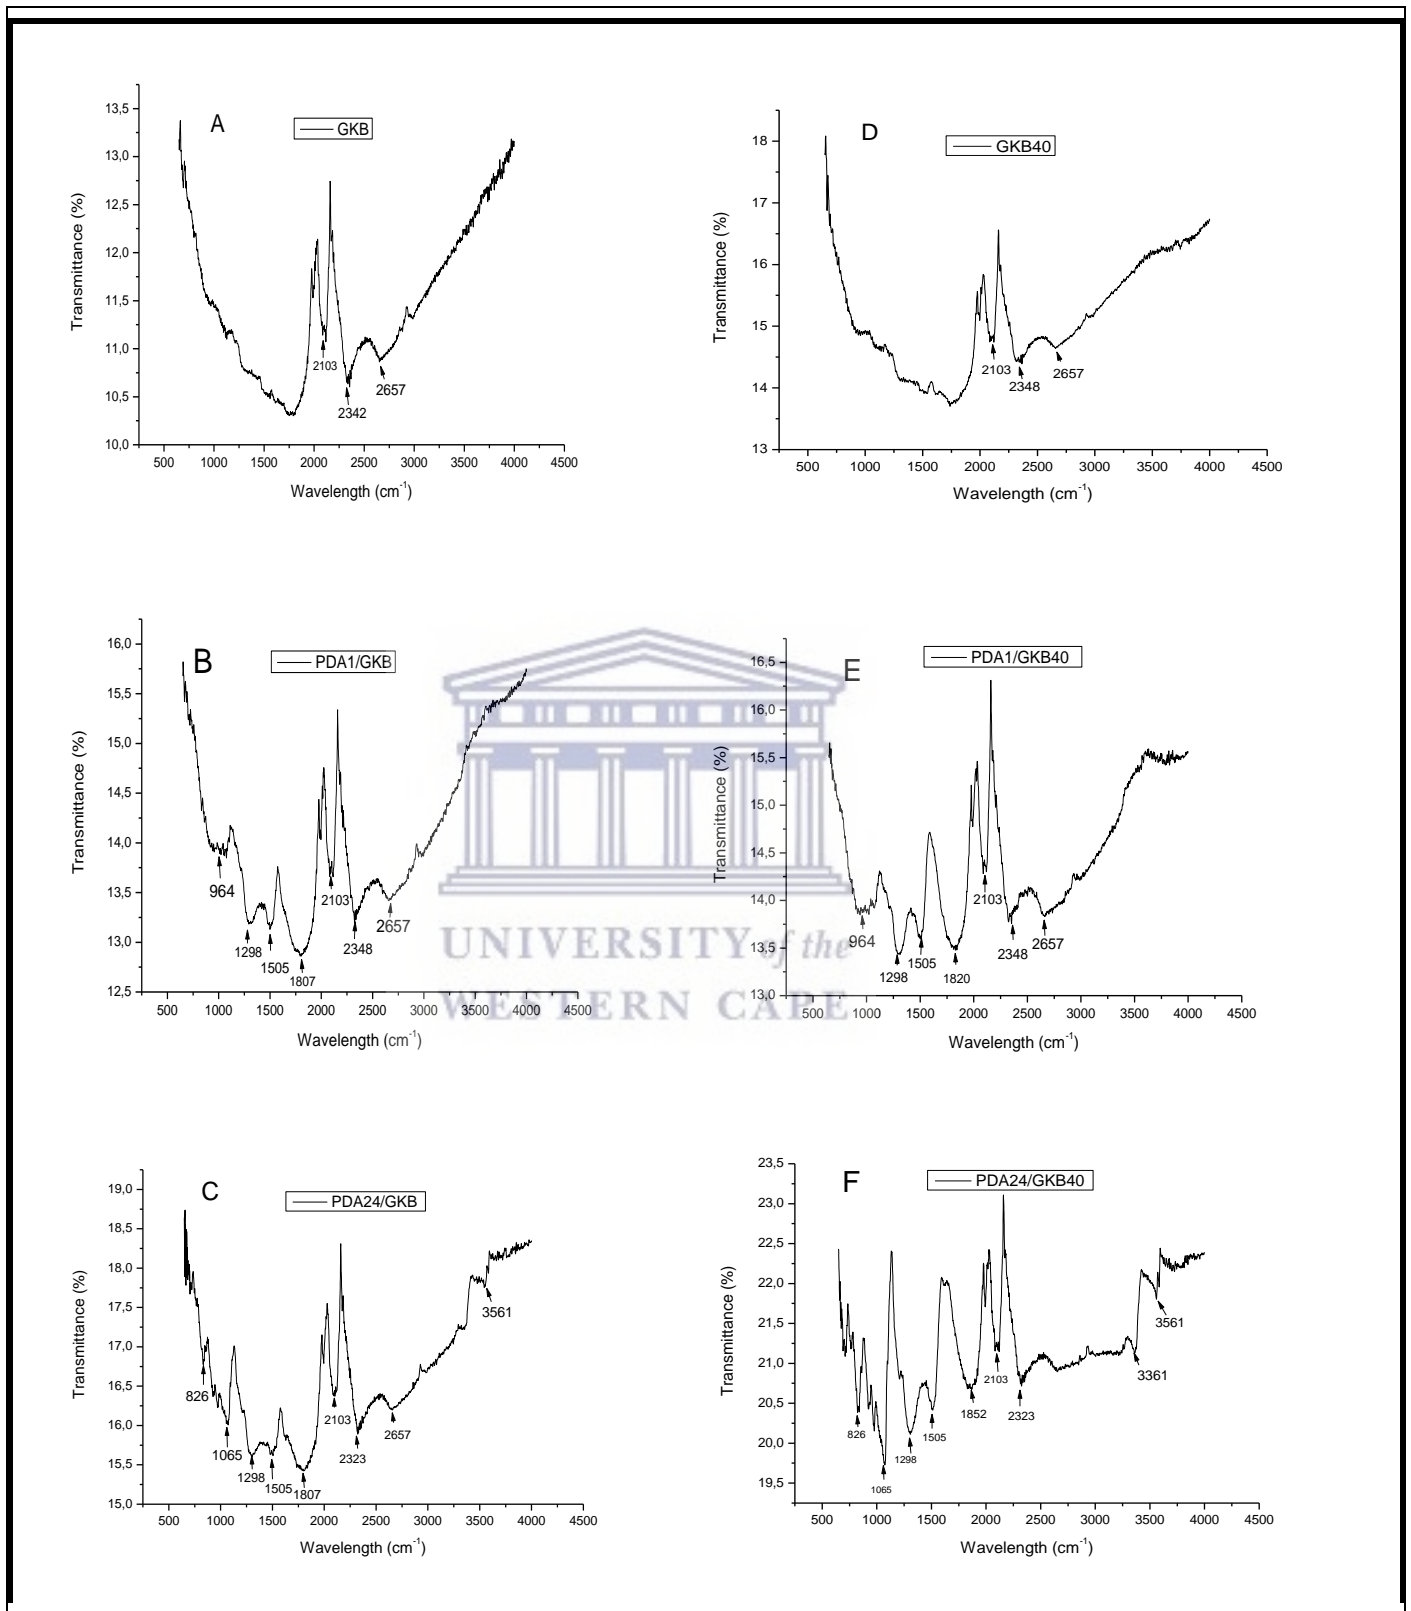 A
GKB
13,5
13,0
12,5
12,0
11,5
11,0
10,5
10,0
Transmittance (%)
2103
2342
2657
500 1000 1500 2000 2500 3000 3500 4000 4500
Wavelength (cm-1)
D
GKB40
18
17
16
15
14
13
Transmittance (%)
2103
2348
2657
500 1000 1500 2000 2500 3000 3500 4000 4500
Wavelength (cm-1)
B
PDA1/GKB
16,0
15,5
15,0
14,5
14,0
13,5
13,0
12,5
Transmittance (%)
964
1298
1505
1807
2103
2348
2657
500 1000 1500 2000 2500 3000 3500 4000 4500
Wavelength (cm-1)
E
PDA1/GKB40
16,5
16,0
15,5
15,0
14,5
14,0
13,5
13,0
Transmittance (%)
964
1298
1505
1820
2103
2348
2657
500 1000 1500 2000 2500 3000 3500 4000 4500
Wavelength (cm-1)
UNIVERSITY of the
WESTERN CAPE
C
PDA24/GKB
19,0
18,5
18,0
17,5
17,0
16,5
16,0
15,5
15,0
Transmittance (%)
826
1065
1298
1505
1807
2103
2323
2657
3561
500 1000 1500 2000 2500 3000 3500 4000 4500
Wavelength (cm-1)
F
PDA24/GKB40
23,5
23,0
22,5
22,0
21,5
21,0
20,5
20,0
19,5
Transmittance (%)
826
1065
1298
1505
1852
2103
2323
3361
3561
500 1000 1500 2000 2500 3000 3500 4000 4500
Wavelength (cm-1)